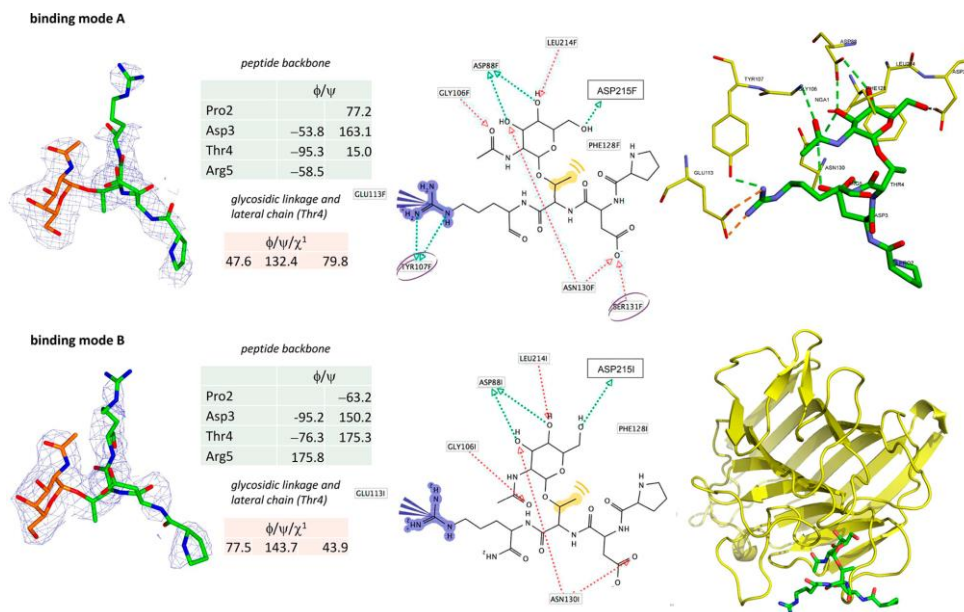 binding mode A
peptide backbone
ϕ/ψ
Pro2 77.2
Asp3 −53.8 163.1
Thr4 −95.3 15.0
Arg5 −58.5
glycosidic linkage and
lateral chain (Thr4)
ϕ/ψ/χ¹
47.6 132.4 79.8
LEU214F
ASP88F
GLY106F
ASP215F
OH
PHE128F
GLU113F
TYR107F
ASN130F
SER131F
TYR107
GLU113
ASN130
THR4
ASP3
binding mode B
peptide backbone
ϕ/ψ
Pro2 −63.2
Asp3 -95.2 150.2
Thr4 −76.3 175.3
Arg5 175.8
glycosidic linkage and
lateral chain (Thr4)
ϕ/ψ/χ¹
77.5 143.7 43.9
LEU214I
ASP88I
ASP215I
GLY106I
PHE128I
GLU113I
ASN130I